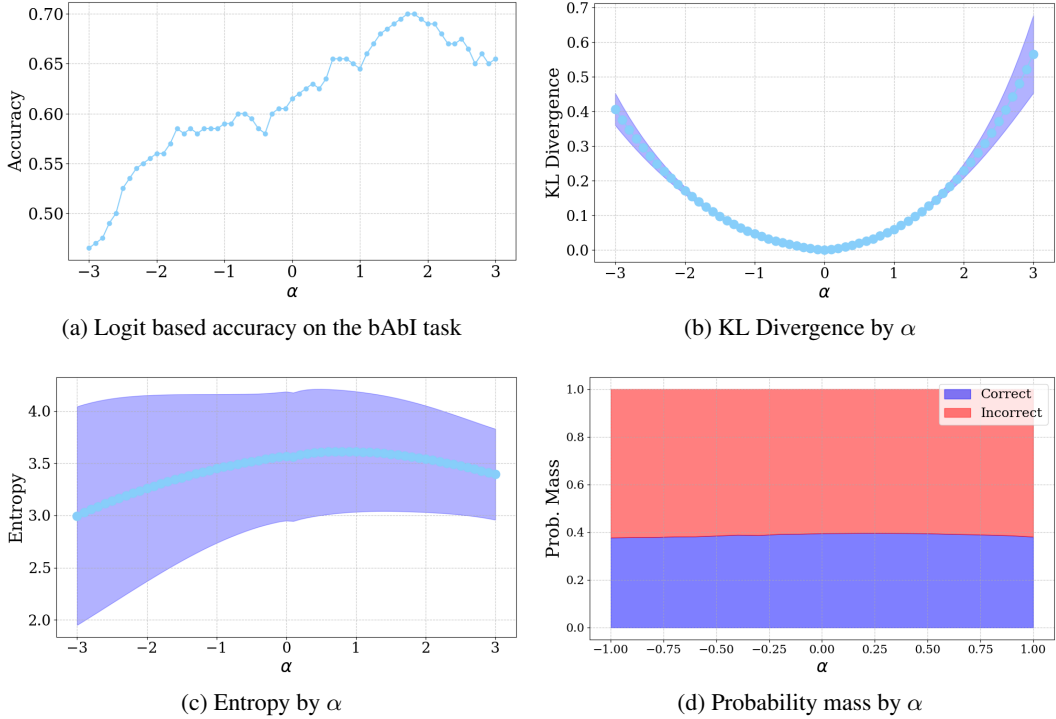 0.70
0.65
0.60
0.55
0.50
Accuracy
−3 −2 −1 0 1 2 3
α
(a) Logit based accuracy on the bAbI task
0.7
0.6
0.5
0.4
0.3
0.2
0.1
0.0
KL Divergence
−3 −2 −1 0 1 2 3
α
(b) KL Divergence by α
4.0
3.5
3.0
2.5
2.0
Entropy
−3 −2 −1 0 1 2 3
α
(c) Entropy by α
Correct
Incorrect
1.0
0.8
0.6
0.4
0.2
0.0
Prob. Mass
−1.00 −0.75 −0.50 −0.25 0.00 0.25 0.50 0.75 1.00
α
(d) Probability mass by α